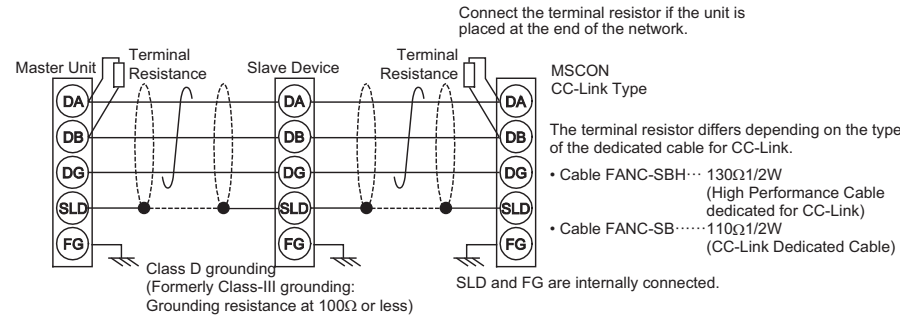 Connect the terminal resistor if the unit is
placed at the end of the network.
Master Unit
Terminal
Resistance
Slave Device
Terminal
Resistance
MSCON
CC-Link Type
DA
DA
DA
DB
DB
DB
DG
DG
DG
SLD
SLD
SLD
FG
FG
FG
The terminal resistor differs depending on the type
of the dedicated cable for CC-Link.
• Cable FANC-SBH··· 130Ω1/2W
(High Performance Cable
dedicated for CC-Link)
• Cable FANC-SB······110Ω1/2W
(CC-Link Dedicated Cable)
Class D grounding
(Formerly Class-III grounding:
Grounding resistance at 100Ω or less)
SLD and FG are internally connected.